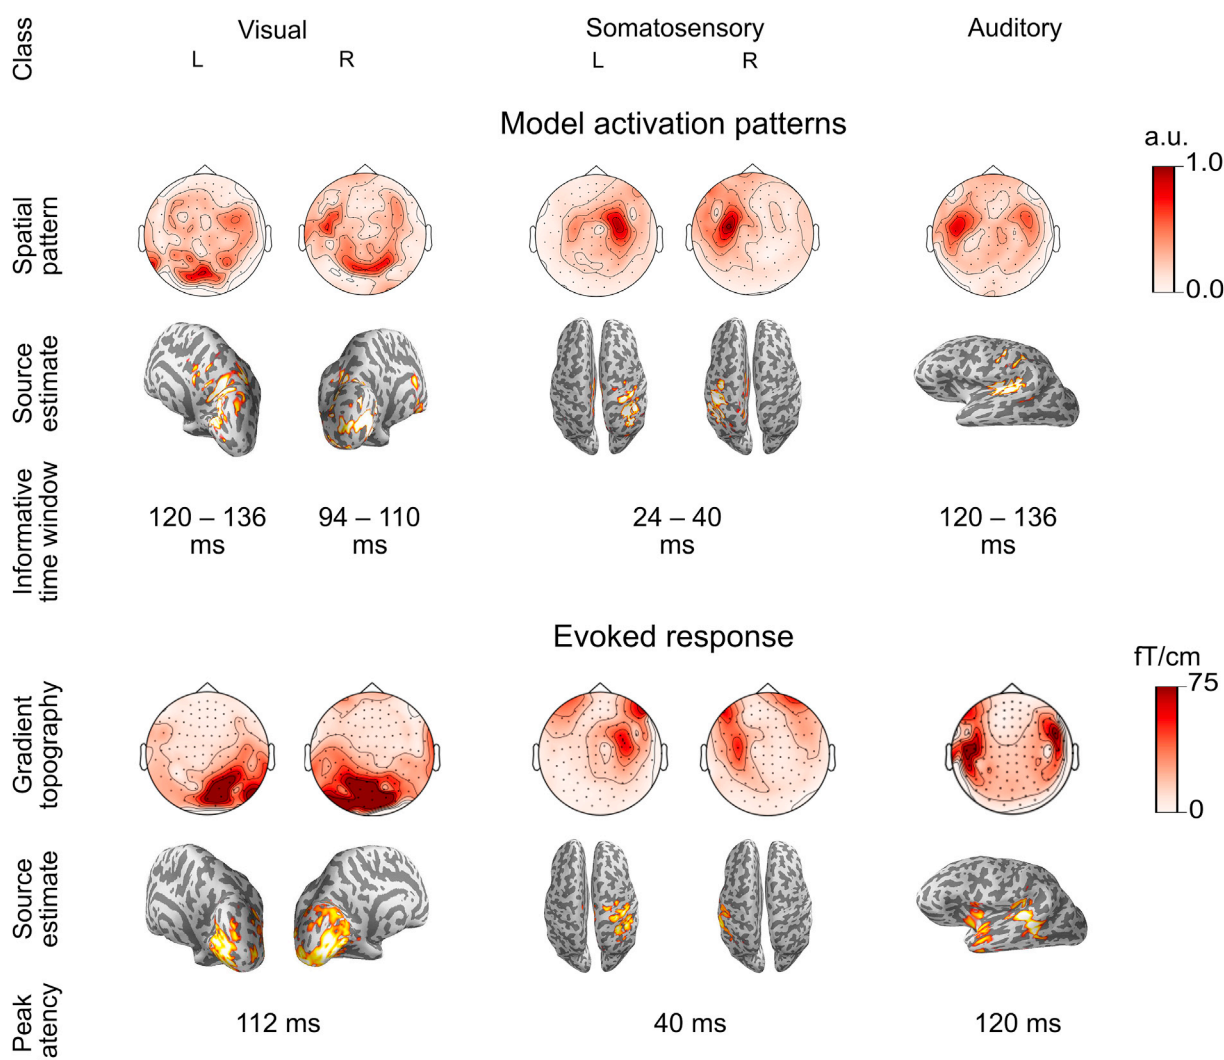 Class
Visual
Somatosensory
Auditory
L
R
L
R
Model activation patterns
a.u.
1.0
0.0
Spatial
pattern
Source
estimate
Informative
time window
120 – 136
ms
94 – 110
ms
24 – 40
ms
120 – 136
ms
Evoked response
fT/cm
75
0
Gradient
topography
Source
estimate
Peak
atency
112 ms
40 ms
120 ms